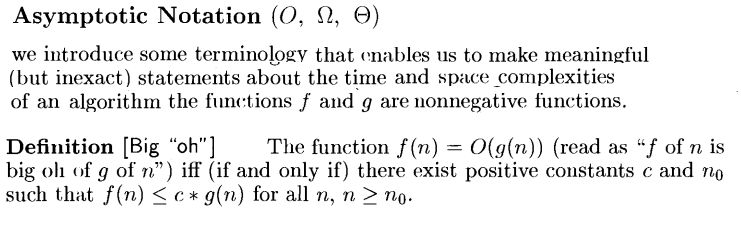 Asymptotic Notation (O, Ω, Θ)
we introduce some terminology that enables us to make meaningful
(but inexact) statements about the time and space complexities
of an algorithm the functions f and g are nonnegative functions.
Definition [Big "oh"] The function f(n) = O(g(n)) (read as "f of n is
big oh of g of n") iff (if and only if) there exist positive constants c and n₀
such that f(n) ≤ c * g(n) for all n, n ≥ n₀.